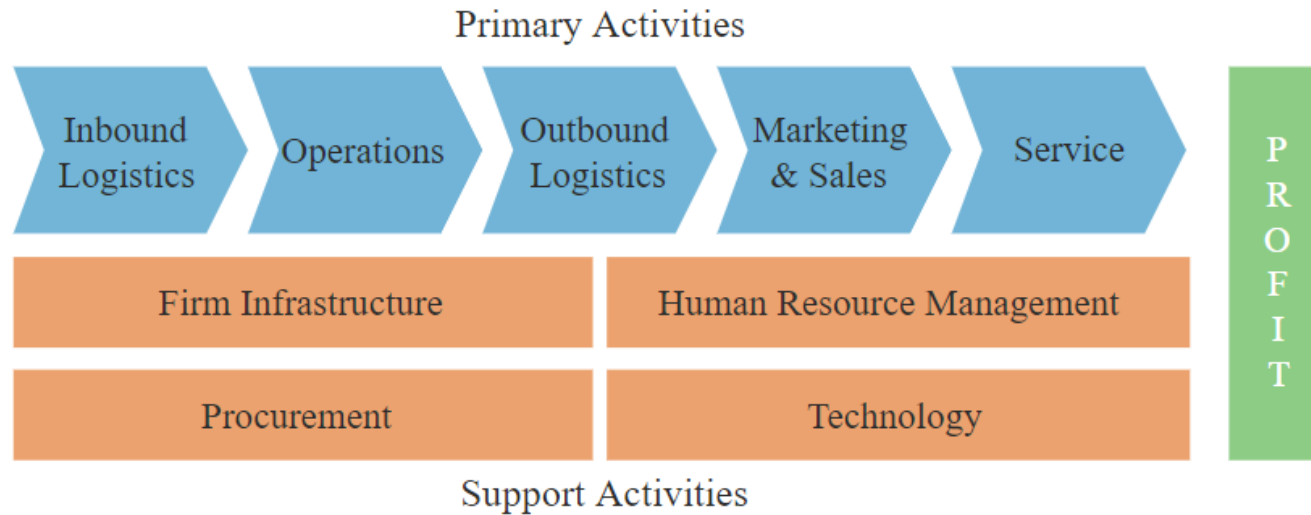 Primary Activities
Inbound
Logistics
Operations
Outbound
Logistics
Marketing
& Sales
Service
Firm Infrastructure
Human Resource Management
Procurement
Technology
Support Activities
P
R
O
F
I
T